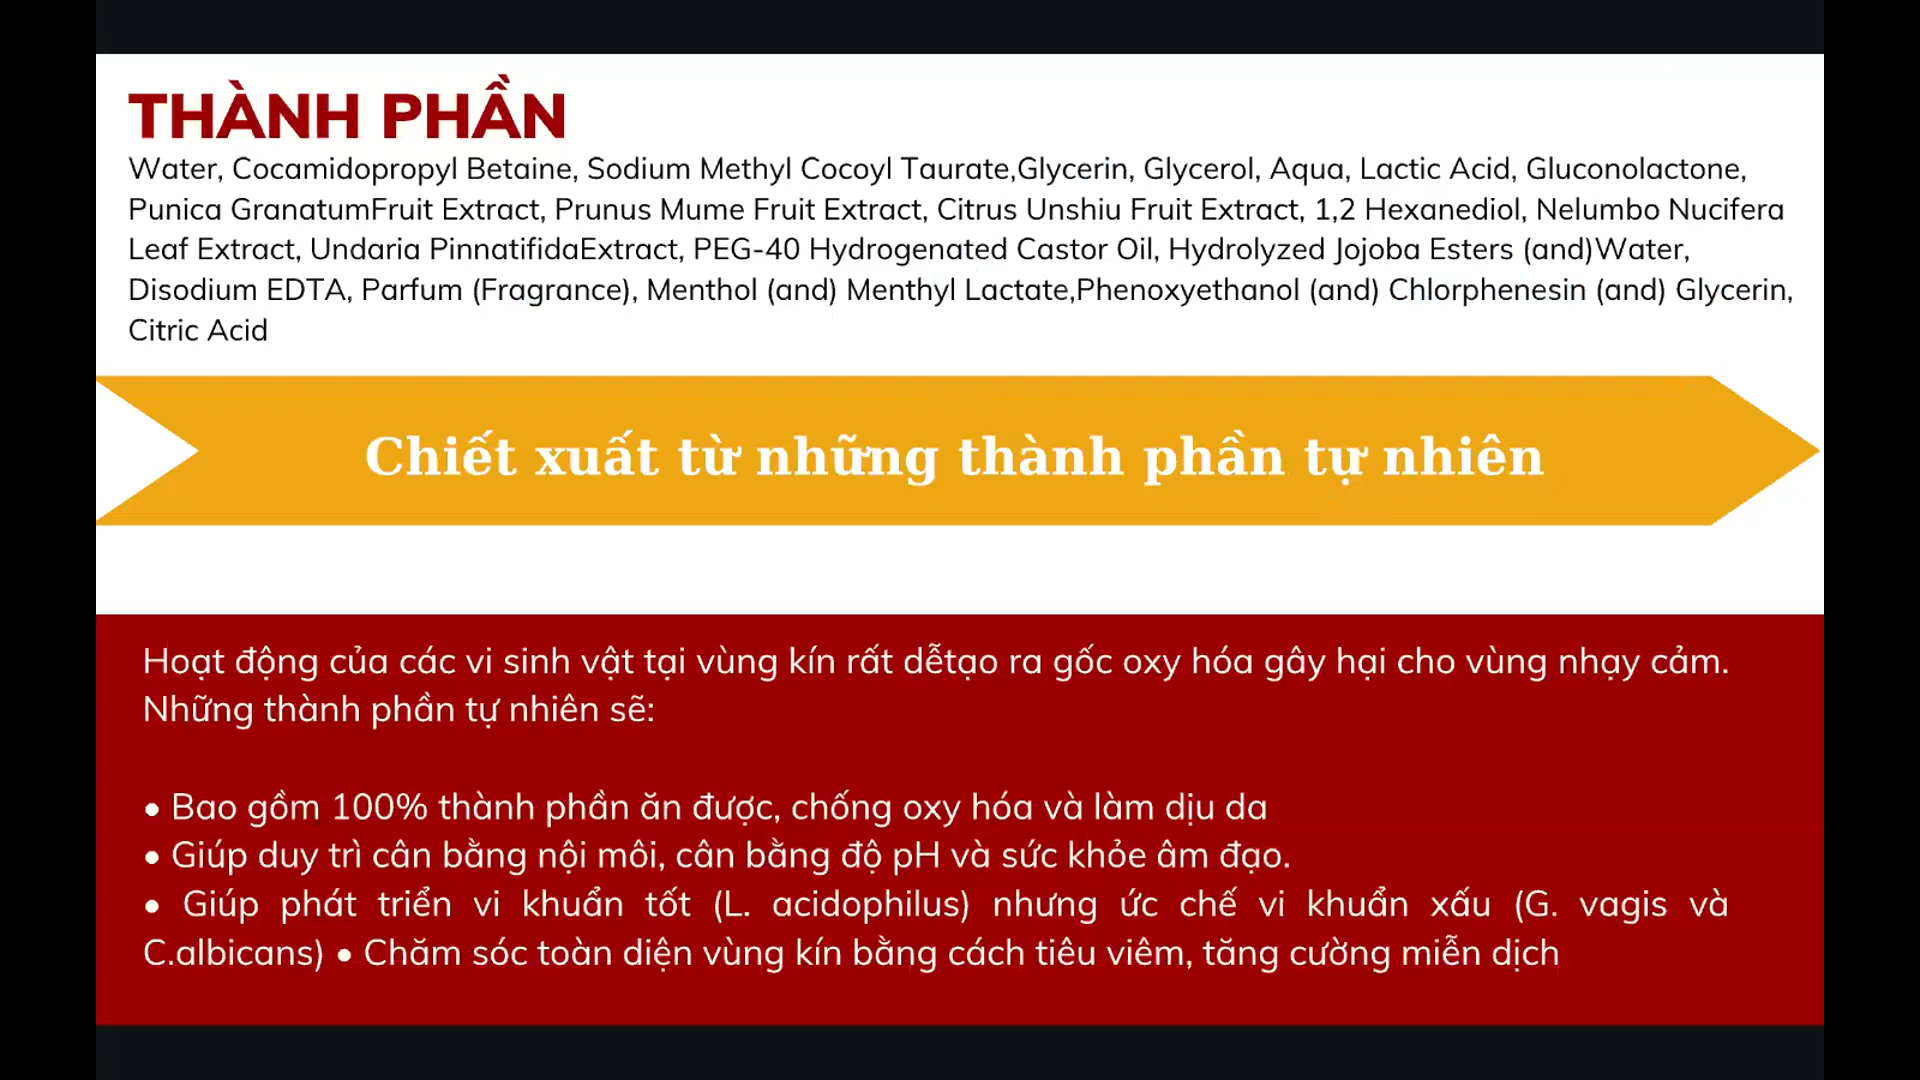 THÀNH PHẦN
Water, Cocamidopropyl Betaine, Sodium Methyl Cocoyl Taurate,Glycerin, Glycerol, Aqua, Lactic Acid, Gluconolactone,
Punica GranatumFruit Extract, Prunus Mume Fruit Extract, Citrus Unshiu Fruit Extract, 1,2 Hexanediol, Nelumbo Nucifera
Leaf Extract, Undaria PinnatifidaExtract, PEG-40 Hydrogenated Castor Oil, Hydrolyzed Jojoba Esters (and)Water,
Disodium EDTA, Parfum (Fragrance), Menthol (and) Menthyl Lactate,Phenoxyethanol (and) Chlorphenesin (and) Glycerin,
Citric Acid
Chiết xuất từ những thành phần tự nhiên
Hoạt động của các vi sinh vật tại vùng kín rất dễtạo ra gốc oxy hóa gây hại cho vùng nhạy cảm.
Những thành phần tự nhiên sẽ:
• Bao gồm 100% thành phần ăn được, chống oxy hóa và làm dịu da
• Giúp duy trì cân bằng nội môi, cân bằng độ pH và sức khỏe âm đạo.
• Giúp phát triển vi khuẩn tốt (L. acidophilus) nhưng ức chế vi khuẩn xấu (G. vagis và
C.albicans) • Chăm sóc toàn diện vùng kín bằng cách tiêu viêm, tăng cường miễn dịch